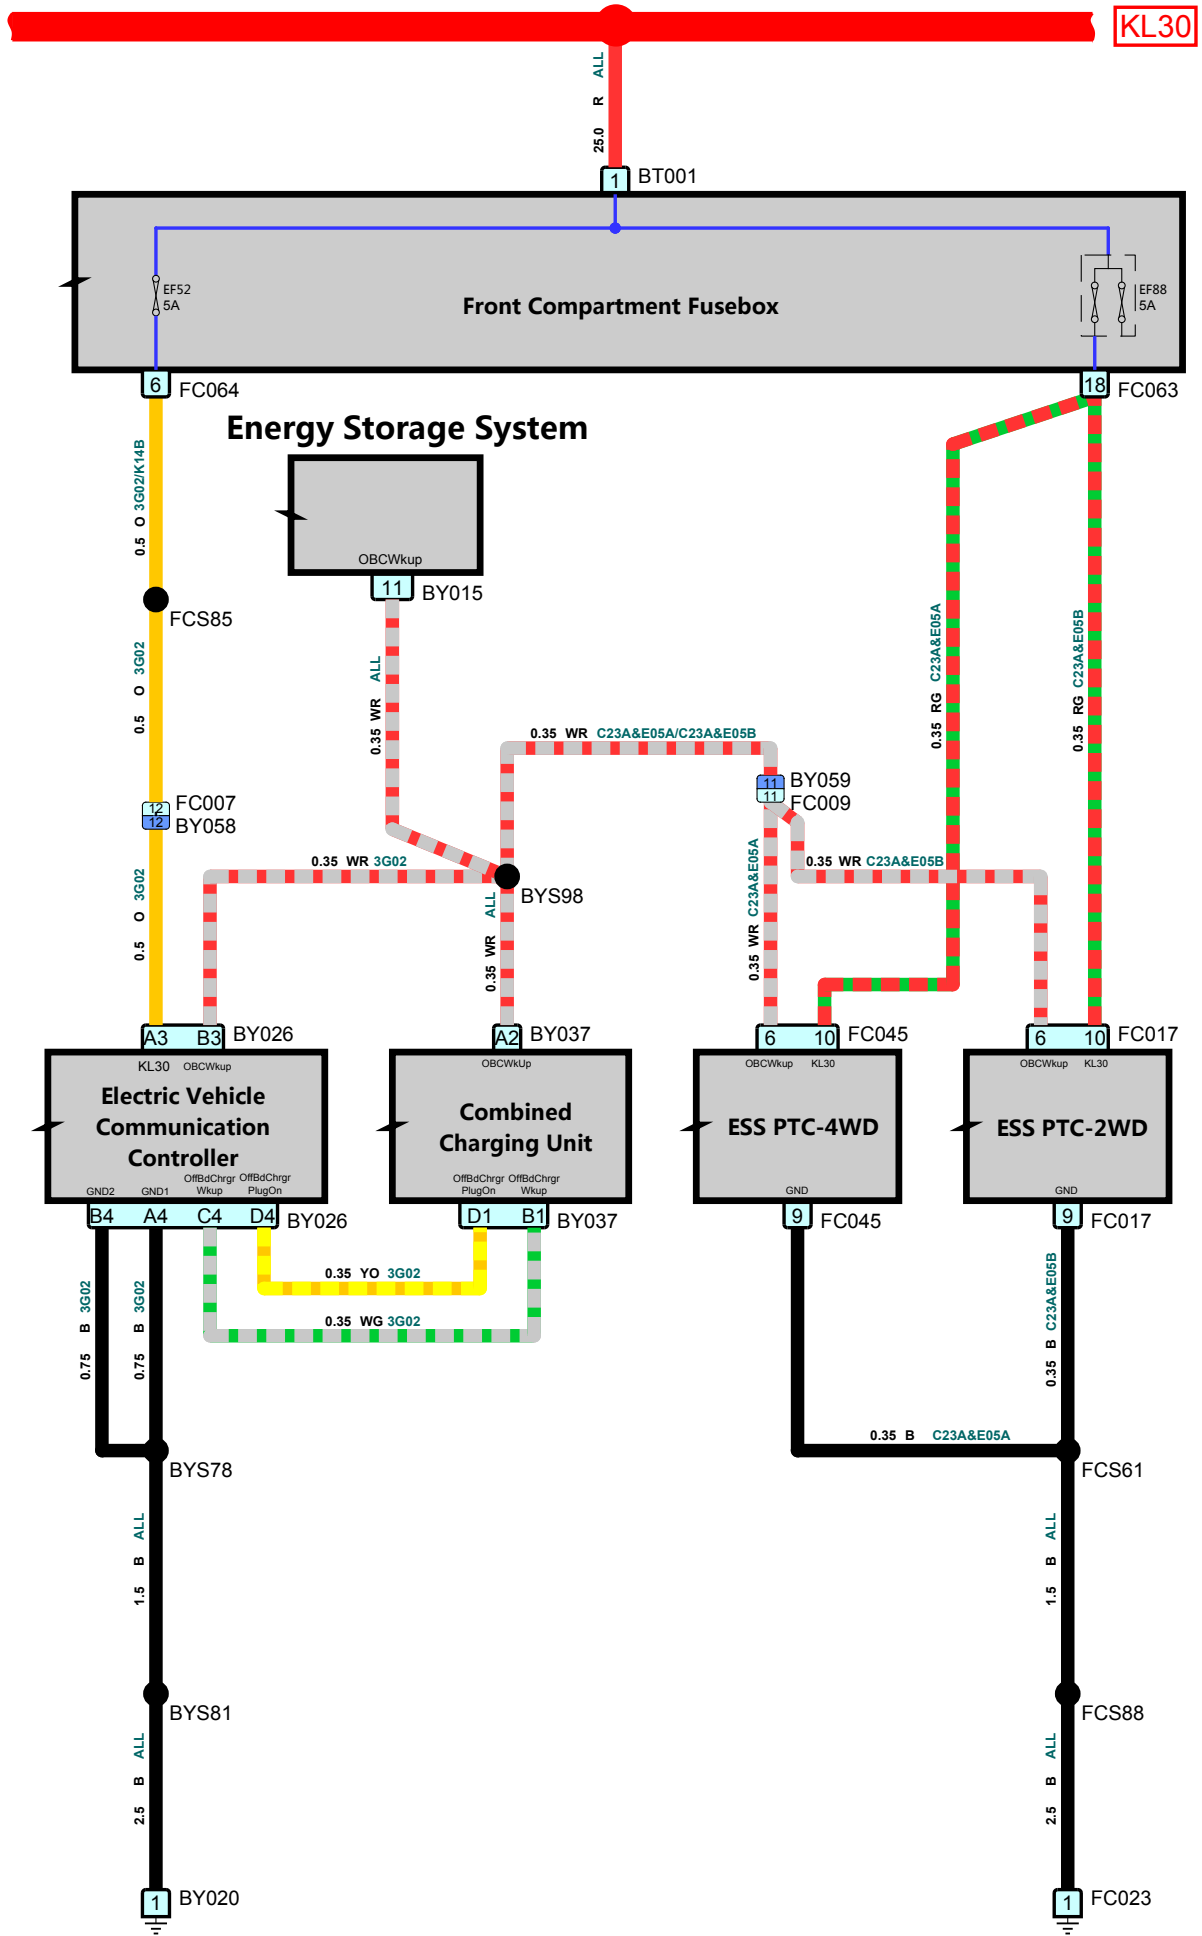 KL30
25.0 R ALL
1 BT001
EF52
5A
Front Compartment Fusebox
EF88
5A
6 FC064
18 FC063
Energy Storage System
0.5 O 3G02/K14B
OBCWkup
11 BY015
FCS85
0.5 O 3G02
0.35 WR ALL
0.35 RG C23A&E05A
0.35 RG C23A&E05B
0.35 WR C23A&E05A/C23A&E05B
11 BY059
11 FC009
12 FC007
12 BY058
0.35 WR 3G02
0.35 WR C23A&E05B
BYS98
0.5 O 3G02
0.35 WR ALL
0.35 WR C23A&E05A
A3 B3 BY026
A2 BY037
6 10 FC045
6 10 FC017
KL30 OBCWkup
OBCWkUp
OBCWkup KL30
OBCWkup KL30
Electric Vehicle
Communication
Controller
Combined
Charging Unit
ESS PTC-4WD
ESS PTC-2WD
GND2 GND1 OffBdChrgr
Wkup
OffBdChrgr
PlugOn
OffBdChrgr
PlugOn
OffBdChrgr
Wkup
GND
GND
B4 A4 C4 D4 BY026
D1 B1 BY037
9 FC045
9 FC017
0.35 YO 3G02
0.35 WG 3G02
0.75 B 3G02
0.75 B 3G02
0.35 B C23A&E05B
0.35 B C23A&E05A
BYS78
FCS61
1.5 B ALL
1.5 B ALL
BYS81
FCS88
2.5 B ALL
2.5 B ALL
1 BY020
1 FC023